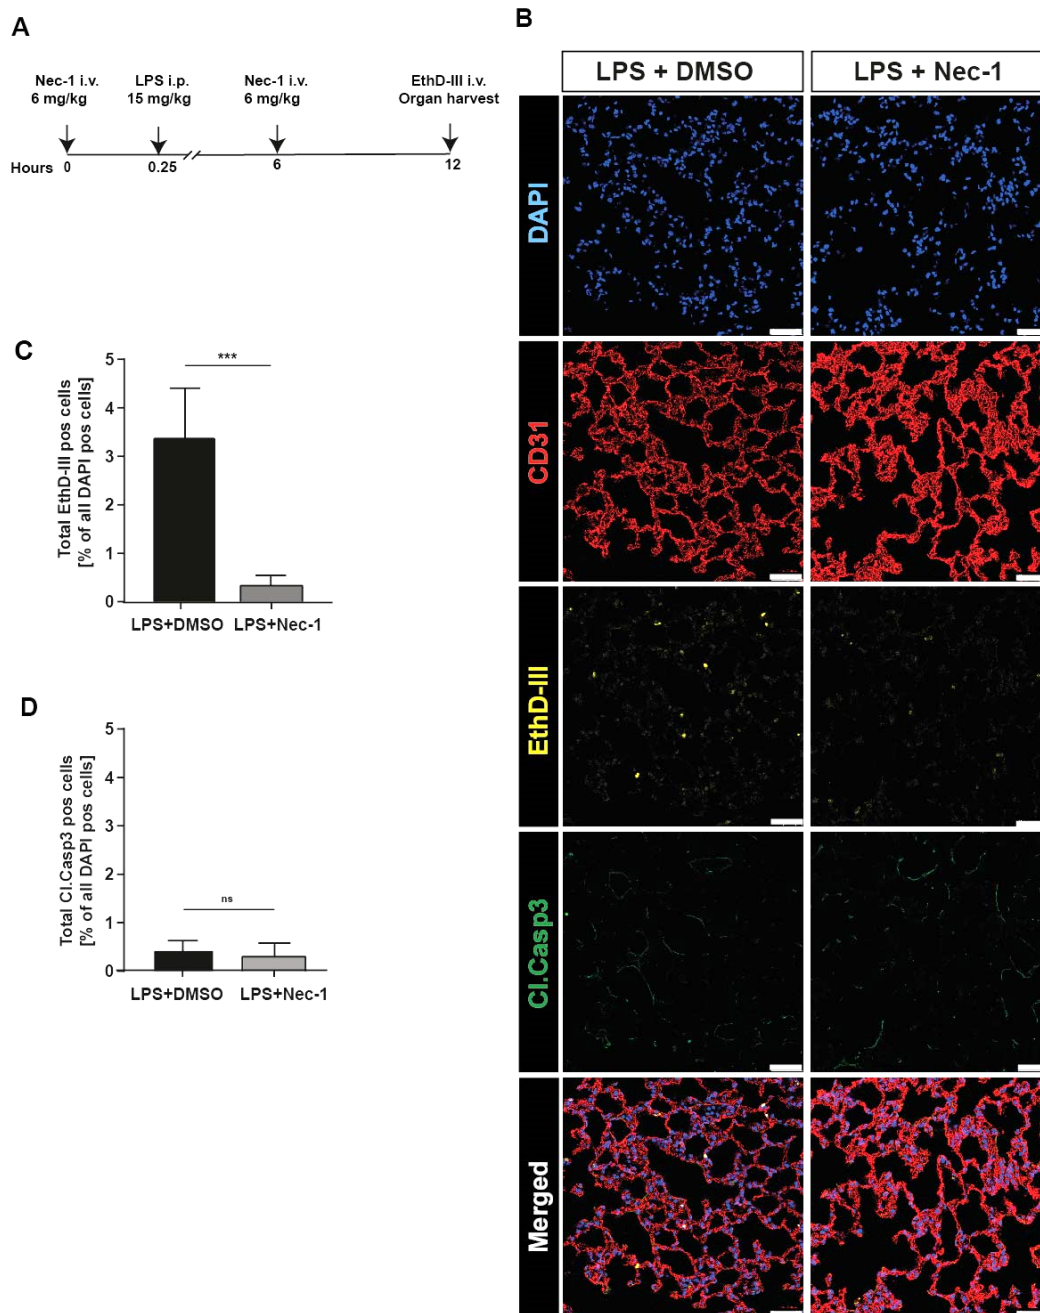 A
Nec-1 i.v.
6 mg/kg
LPS i.p.
15 mg/kg
Nec-1 i.v.
6 mg/kg
EthD-III i.v.
Organ harvest
Hours 0 0.25 6 12
B
LPS + DMSO
LPS + Nec-1
DAPI
CD31
EthD-III
Cl.Casp3
Merged
C
Total EthD-III pos cells
[% of all DAPI pos cells]
5
4
3
2
1
0
***
LPS+DMSO LPS+Nec-1
D
Total Cl.Casp3 pos cells
[% of all DAPI pos cells]
5
4
3
2
1
0
ns
LPS+DMSO LPS+Nec-1